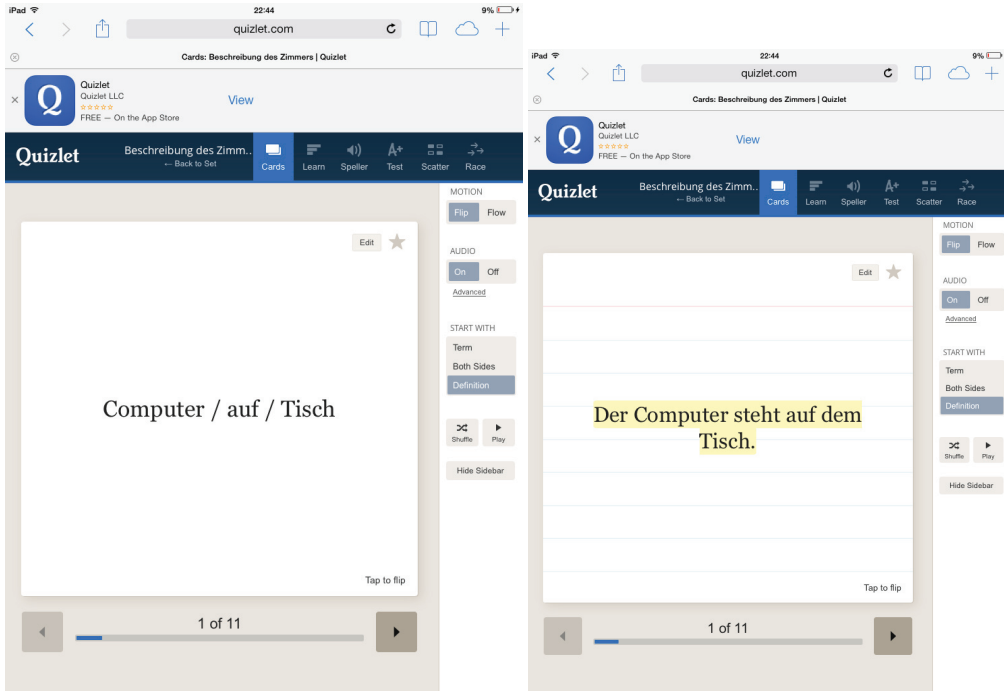 iPad 22:44 9%
quizlet.com
Cards: Beschreibung des Zimmers | Quizlet
Q
Quizlet
Quizlet LLC
FREE — On the App Store
View
Quizlet
Beschreibung des Zimm..
← Back to Set
Cards
Learn
Speller
A+
Test
Scatter
Race
Edit
Computer / auf / Tisch
Tap to flip
1 of 11
MOTION
Flip Flow
AUDIO
On Off
Advanced
START WITH
Term
Both Sides
Definition
Shuffle Play
Hide Sidebar
iPad 22:44 9%
quizlet.com
Cards: Beschreibung des Zimmers | Quizlet
Q
Quizlet
Quizlet LLC
FREE — On the App Store
View
Quizlet
Beschreibung des Zimm..
← Back to Set
Cards
Learn
Speller
A+
Test
Scatter
Race
Edit
Der Computer steht auf dem
Tisch.
Tap to flip
1 of 11
MOTION
Flip Flow
AUDIO
On Off
Advanced
START WITH
Term
Both Sides
Definition
Shuffle Play
Hide Sidebar